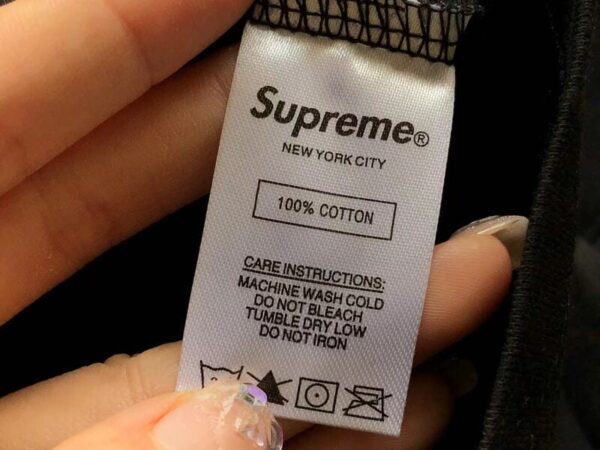 Supreme®
NEW YORK CITY
100% COTTON
CARE INSTRUCTIONS:
MACHINE WASH COLD
DO NOT BLEACH
TUMBLE DRY LOW
DO NOT IRON